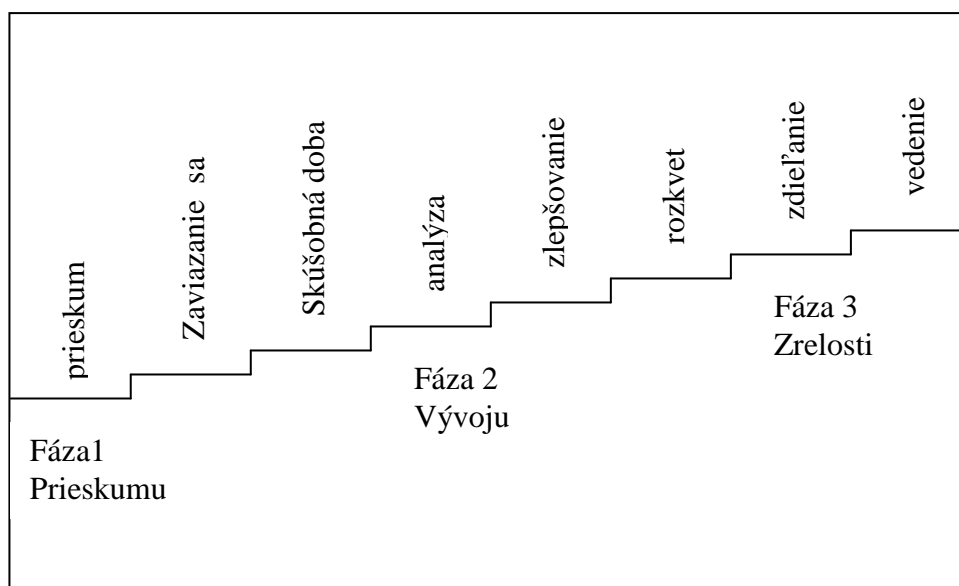 prieskum
Zaviazanie sa
Skúšobná doba
analýza
zlepšovanie
rozkvet
zdieľanie
vedenie
Fáza1
Prieskumu
Fáza 2
Vývoju
Fáza 3
Zrelosti